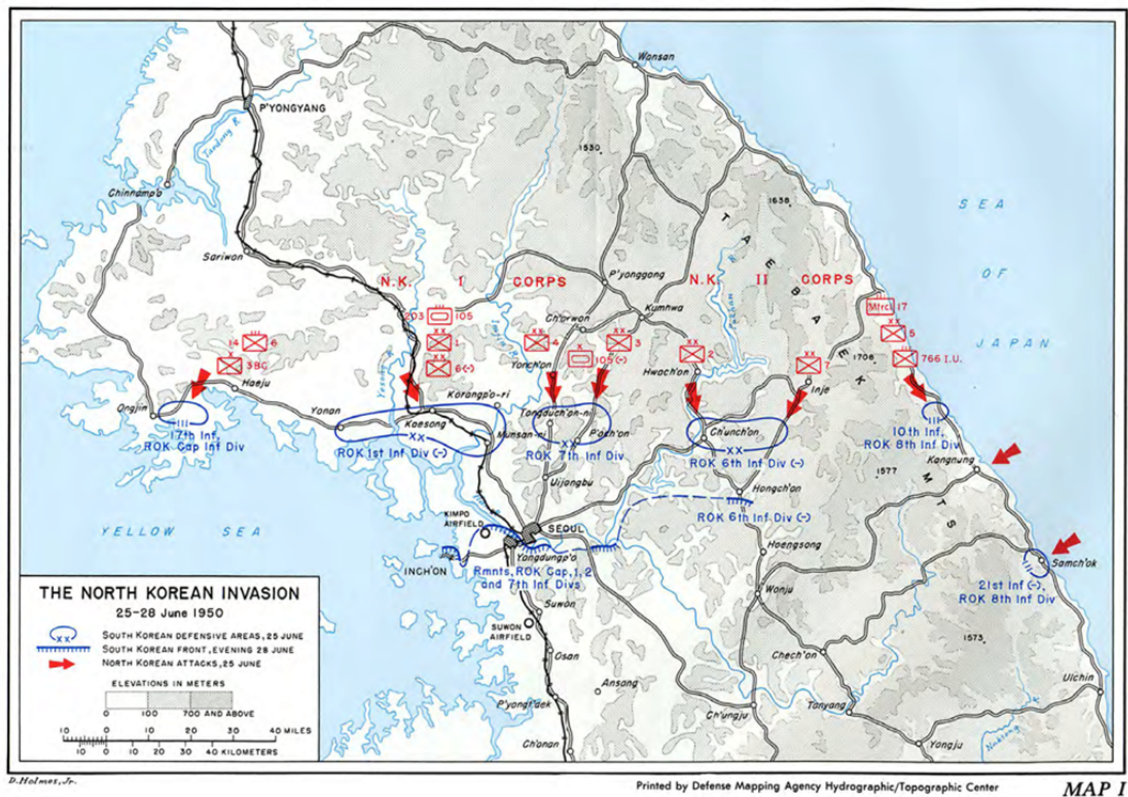 Wonsan
P'YONGYANG
Taedong R
1530
Chinnamp'o
1638
SEA
OF
JAPAN
TAEBAEK MTS
Sariwon
P'yonggang
N.K. I CORPS
N.K. II CORPS
Mtrcl 17
203 105
Kumhwa
Ch'orwon
Imjin R
Pukhan R
5
14 6
1
4
3
105(-)
2
766 I.U.
3BC
6(-)
7
1708
Yonch'on
Hwach'on
Inje
Yesong R
Haeju
Ongjin
Yonan
Kaesong
Korangp'o-ri
Munsan-ni
Tongduch'on-ni
P'och'on
Ch'unch'on
17th Inf,
ROK Cap Inf Div
ROK 1st Inf Div (-)
ROK 7th Inf Div
ROK 6th Inf Div (-)
10th Inf,
ROK 8th Inf Div
Kangnung
1577
Uijongbu
Hongch'on
ROK 6th Inf Div (-)
YELLOW SEA
KIMPO
AIRFIELD
SEOUL
INCH'ON
Yongdungp'o
Hoengsong
Samch'ok
Rmnts, ROK Cap, 1, 2
and 7th Inf Divs
21st Inf (-),
ROK 8th Inf Div
Wonju
Suwon
SUWON
AIRFIELD
Osan
Chech'on
1573
Ansong
P'yongt'aek
Ch'ungju
Tanyang
Ulchin
Yongju
Naktong R
Ch'onan
THE NORTH KOREAN INVASION
25-28 June 1950
XX SOUTH KOREAN DEFENSIVE AREAS, 25 JUNE
SOUTH KOREAN FRONT, EVENING 28 JUNE
NORTH KOREAN ATTACKS, 25 JUNE
ELEVATIONS IN METERS
0 100 700 AND ABOVE
10 0 10 20 30 40 MILES
10 0 10 20 30 40 KILOMETERS
D. Holmes, Jr.
Printed by Defense Mapping Agency Hydrographic/Topographic Center
MAP I